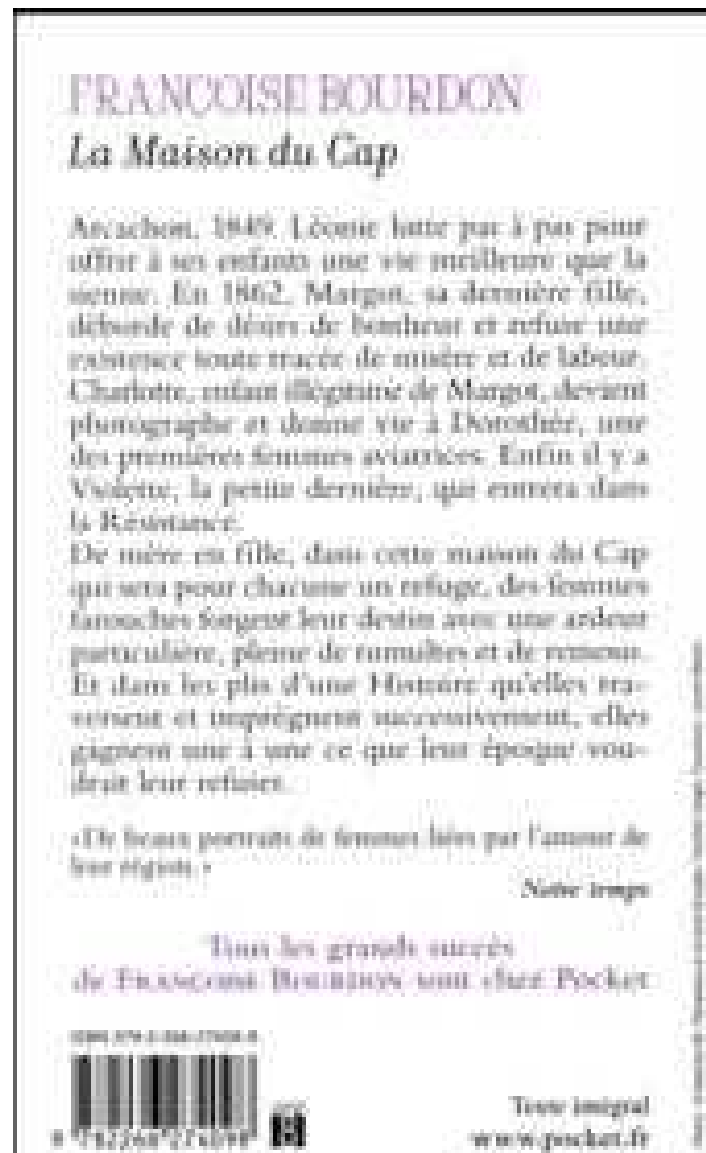 FRANÇOISE BOURDON
La Maison du Cap
Arcachon, 1849. Léonie lutte pas à pas pour
offrir à ses enfants une vie meilleure que la
sienne. En 1862, Margot, sa dernière fille,
déborde de désirs de bonheur et refuse une
existence toute tracée de misère et de labeur.
Charlotte, enfant illégitime de Margot, devient
photographe et donne vie à Dorothée, une
des premières femmes aviatrices. Enfin il y a
Violette, la petite dernière, qui entrera dans
la Résistance.
De mère en fille, dans cette maison du Cap
qui sera pour chacune un refuge, des femmes
farouches forgent leur destin avec une ardeur
particulière, pleine de tumultes et de remous.
Et dans les plis d'une Histoire qu'elles tra-
versent et imprègnent successivement, elles
gagnent une à une ce que leur époque vou-
drait leur refuser.
«De beaux portraits de femmes liées par l'amour de
leur région.»
Notre temps
Tous les grands succès
de FRANÇOISE BOURDON sont chez Pocket
Texte intégral
www.pocket.fr